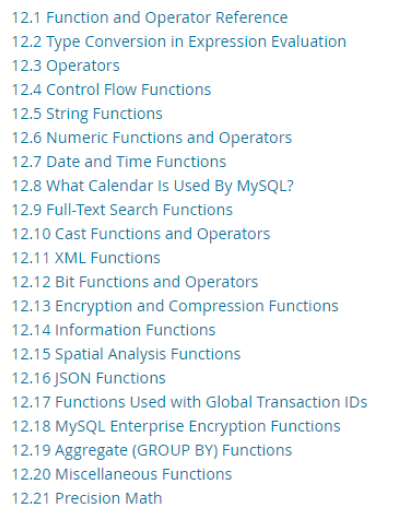 12.1 Function and Operator Reference
12.2 Type Conversion in Expression Evaluation
12.3 Operators
12.4 Control Flow Functions
12.5 String Functions
12.6 Numeric Functions and Operators
12.7 Date and Time Functions
12.8 What Calendar Is Used By MySQL?
12.9 Full-Text Search Functions
12.10 Cast Functions and Operators
12.11 XML Functions
12.12 Bit Functions and Operators
12.13 Encryption and Compression Functions
12.14 Information Functions
12.15 Spatial Analysis Functions
12.16 JSON Functions
12.17 Functions Used with Global Transaction IDs
12.18 MySQL Enterprise Encryption Functions
12.19 Aggregate (GROUP BY) Functions
12.20 Miscellaneous Functions
12.21 Precision Math